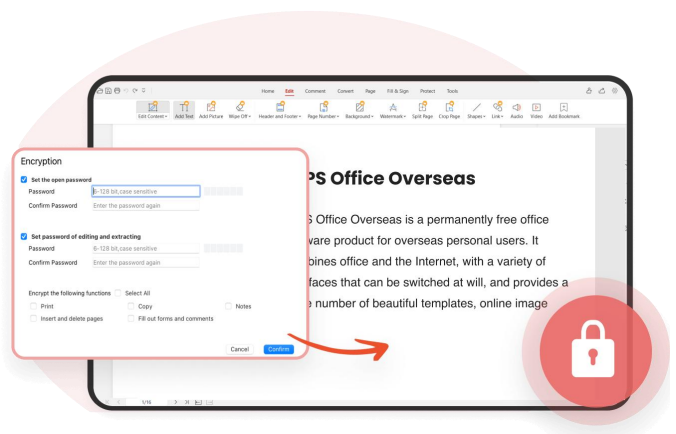 Home Edit Comment Convert Page Fill & Sign Protect Tools
Edit Content Add Text Add Picture Wipe Off Header and Footer Page Number Background Watermark Split Page Crop Page Shapes Link Audio Video Add Bookmark
Encryption
Set the open password
Password 6-128 bit,case sensitive
Confirm Password Enter the password again
Set password of editing and extracting
Password 6-128 bit,case sensitive
Confirm Password Enter the password again
Encrypt the following functions Select All
Print Copy Notes
Insert and delete pages Fill out forms and comments
Cancel Confirm
PS Office Overseas
Office Overseas is a permanently free office
ware product for overseas personal users. It
bines office and the Internet, with a variety of
faces that can be switched at will, and provides a
number of beautiful templates, online image
1/16